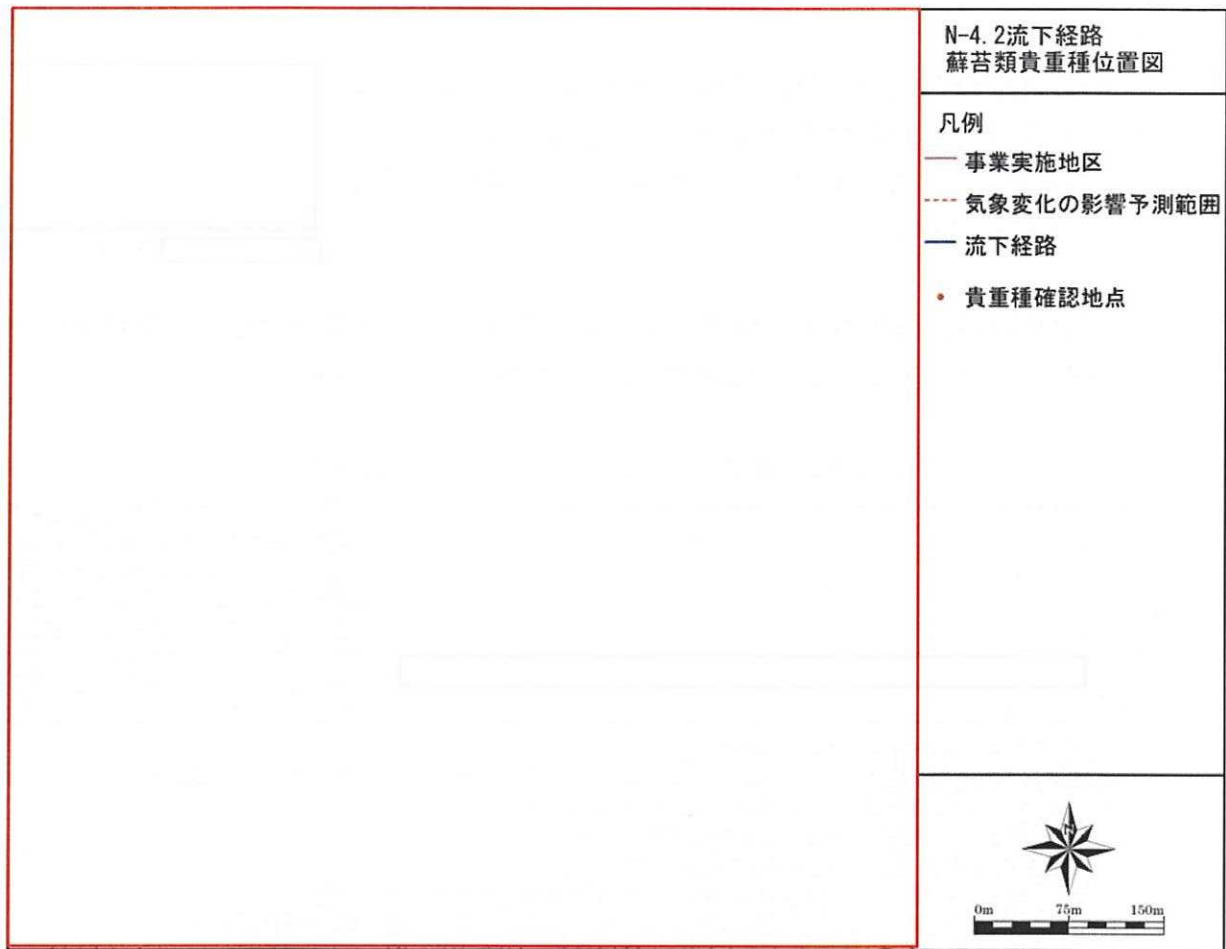 N-4.2流下経路
蘚苔類貴重種位置図
凡例
事業実施地区
気象変化の影響予測範囲
流下経路
貴重種確認地点
N
0m 75m 150m